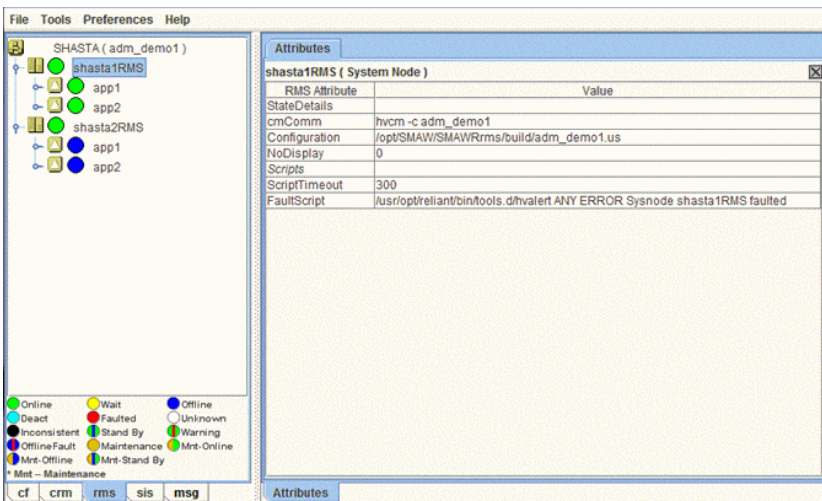 File Tools Preferences Help
SHASTA ( adm_demo1 )
shasta1RMS
app1
app2
shasta2RMS
app1
app2
Online Wait Offline
Deact Faulted Unknown
Inconsistent Stand By Warning
OfflineFault Maintenance Mnt-Online
Mnt-Offline Mnt-Stand By
* Mnt -- Maintenance
cf crm rms sis msg
Attributes
shasta1RMS ( System Node )
RMS Attribute Value
StateDetails
cmComm hvcm -c adm_demo1
Configuration /opt/SMAW/SMAWRrms/build/adm_demo1.us
NoDisplay 0
Scripts
ScriptTimeout 300
FaultScript /usr/opt/reliant/bin/tools.d/hvalert ANY ERROR Sysnode shasta1RMS faulted
Attributes